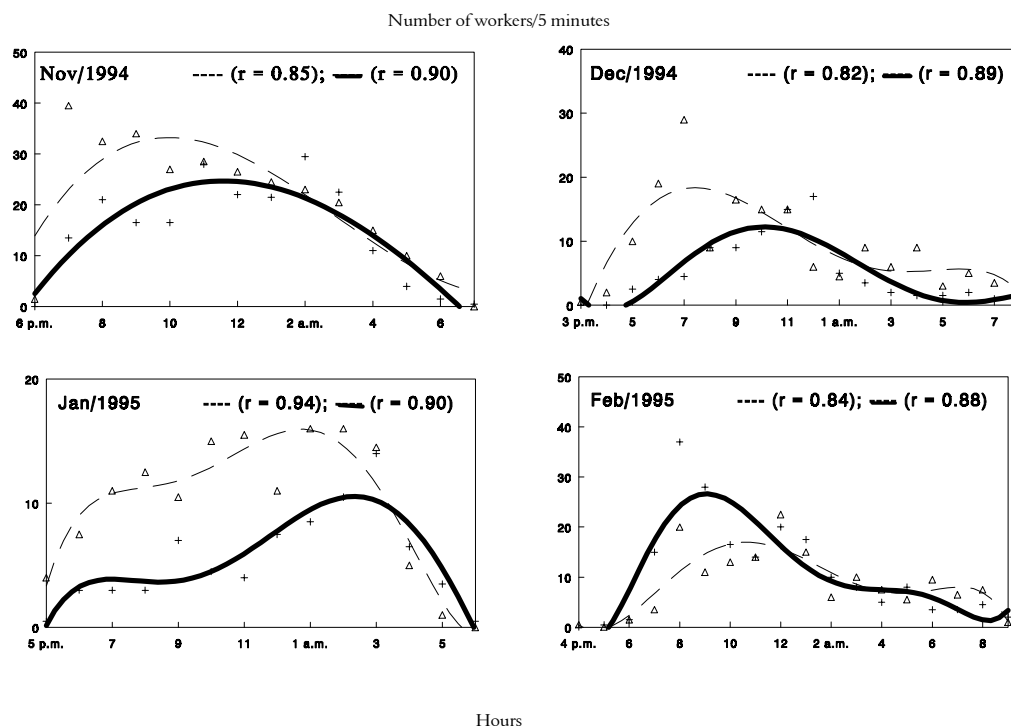 Number of workers/5 minutes
50
40
30
20
10
0
Nov/1994 ---- (r = 0.85); — (r = 0.90)
6 p.m. 8 10 12 2 a.m. 4 6
40
30
20
10
0
Dec/1994 ---- (r = 0.82); — (r = 0.89)
3 p.m. 5 7 9 11 1 a.m. 3 5 7
20
10
0
Jan/1995 ---- (r = 0.94); — (r = 0.90)
5 p.m. 7 9 11 1 a.m. 3 5
50
40
30
20
10
0
Feb/1995 ---- (r = 0.84); — (r = 0.88)
4 p.m. 6 8 10 12 2 a.m. 4 6 8
Hours